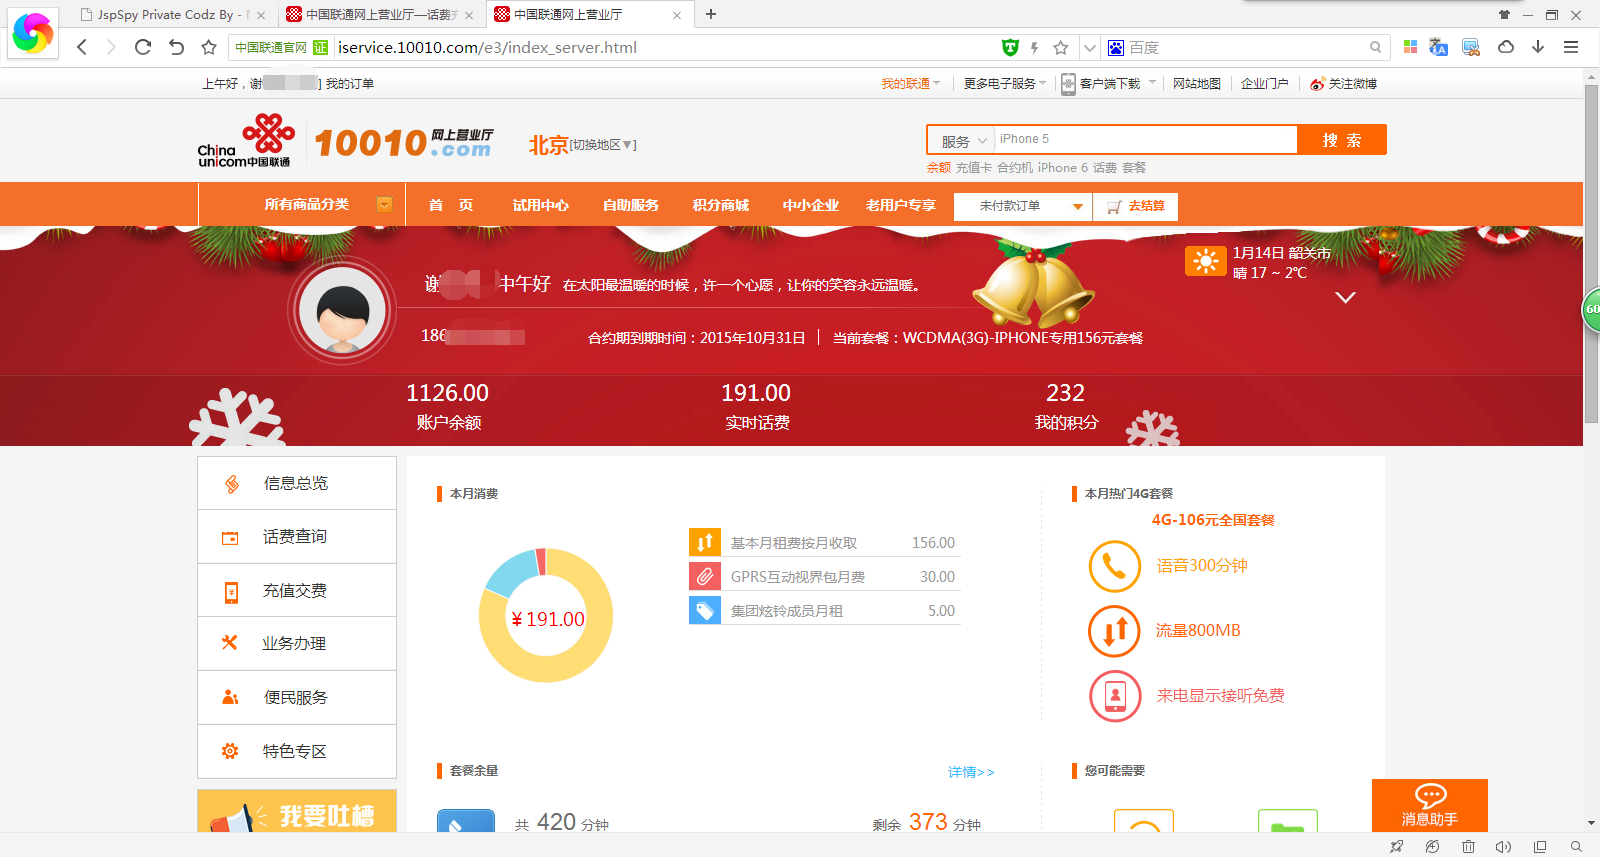 JspSpy Private Codz By -
中国联通网上营业厅—话费充
中国联通网上营业厅
中国联通官网 证 iservice.10010.com/e3/index_server.html
百度
上午好，谢 ] 我的订单
我的联通 更多电子服务 客户端下载 网站地图 企业门户 关注微博
China unicom中国联通
10010.com 网上营业厅
北京[切换地区▼]
服务 iPhone 5 搜 索
余额 充值卡 合约机 iPhone 6 话费 套餐
所有商品分类 首 页 试用中心 自助服务 积分商城 中小企业 老用户专享 未付款订单 去结算
1月14日 韶关市
晴 17 ~ 2℃
谢 中午好 在太阳最温暖的时候，许一个心愿，让你的笑容永远温暖。
186
合约期到期时间：2015年10月31日 | 当前套餐：WCDMA(3G)-IPHONE专用156元套餐
60
1126.00 191.00 232
账户余额 实时话费 我的积分
信息总览
话费查询
充值交费
业务办理
便民服务
特色专区
我要吐槽
本月消费
¥ 191.00
基本月租费按月收取 156.00
GPRS互动视界包月费 30.00
集团炫铃成员月租 5.00
本月热门4G套餐
4G-106元全国套餐
语音300分钟
流量800MB
来电显示接听免费
套餐余量 详情>>
共 420 分钟 剩余 373 分钟
您可能需要
消息助手